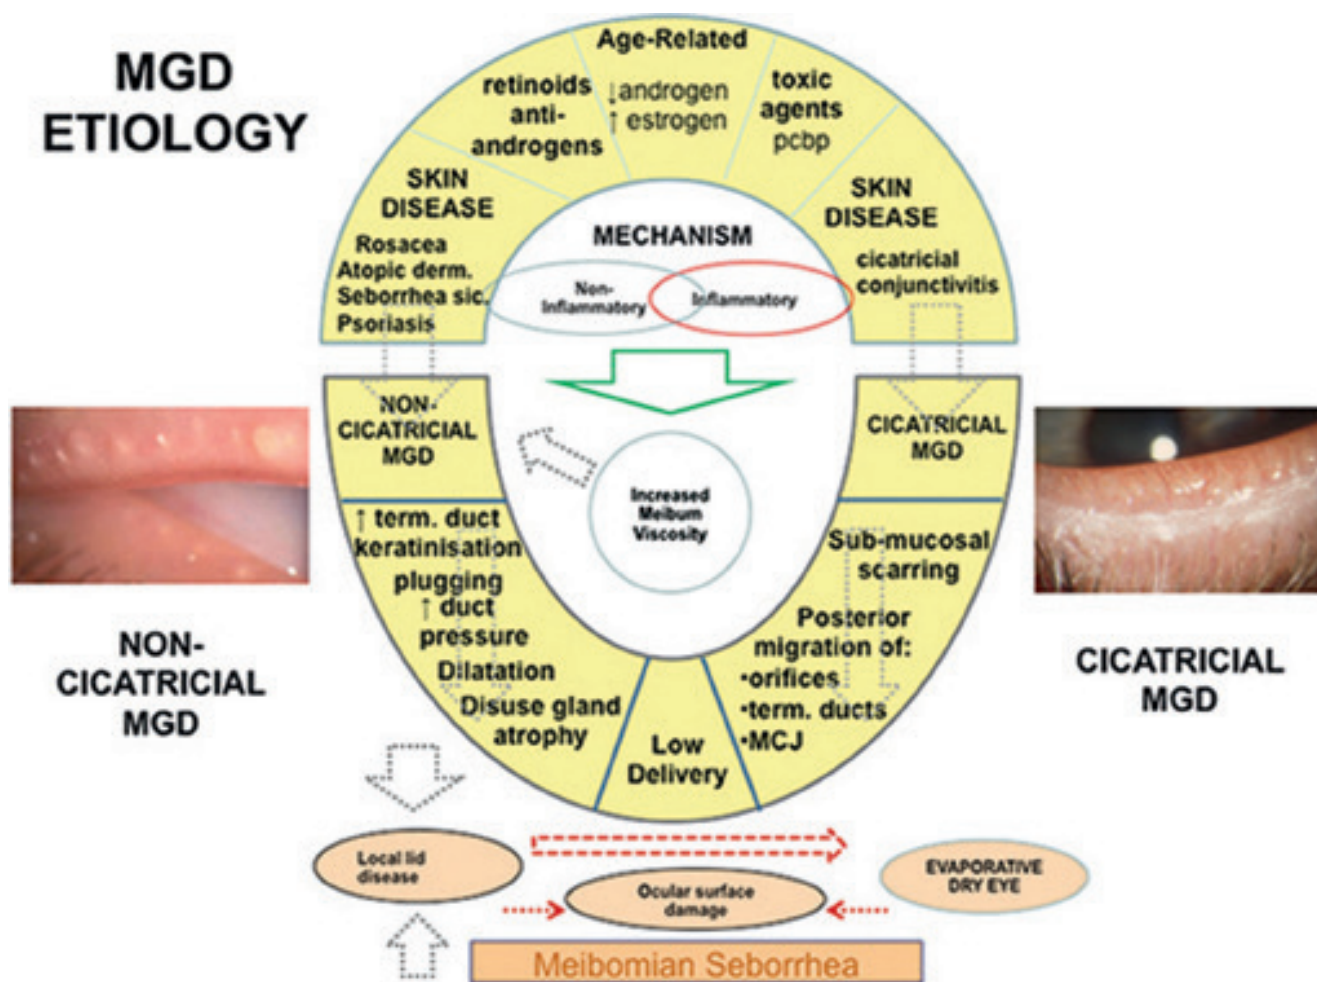 MGD
ETIOLOGY
Age-Related
↓androgen
↑ estrogen
retinoids
anti-
androgens
toxic
agents
pcbp
SKIN
DISEASE
Rosacea
Atopic derm.
Seborrhea sic.
Psoriasis
SKIN
DISEASE
cicatricial
conjunctivitis
MECHANISM
Non-
Inflammatory
Inflammatory
NON-
CICATRICIAL
MGD
CICATRICIAL
MGD
Increased
Meibum
Viscosity
↑ term. duct
keratinisation
plugging
↑ duct
pressure
Dilatation
Disuse gland
atrophy
Sub-mucosal
scarring
Posterior
migration of:
•orifices
•term. ducts
•MCJ
Low
Delivery
NON-
CICATRICIAL
MGD
CICATRICIAL
MGD
Local lid
disease
Ocular surface
damage
EVAPORATIVE
DRY EYE
Meibomian Seborrhea